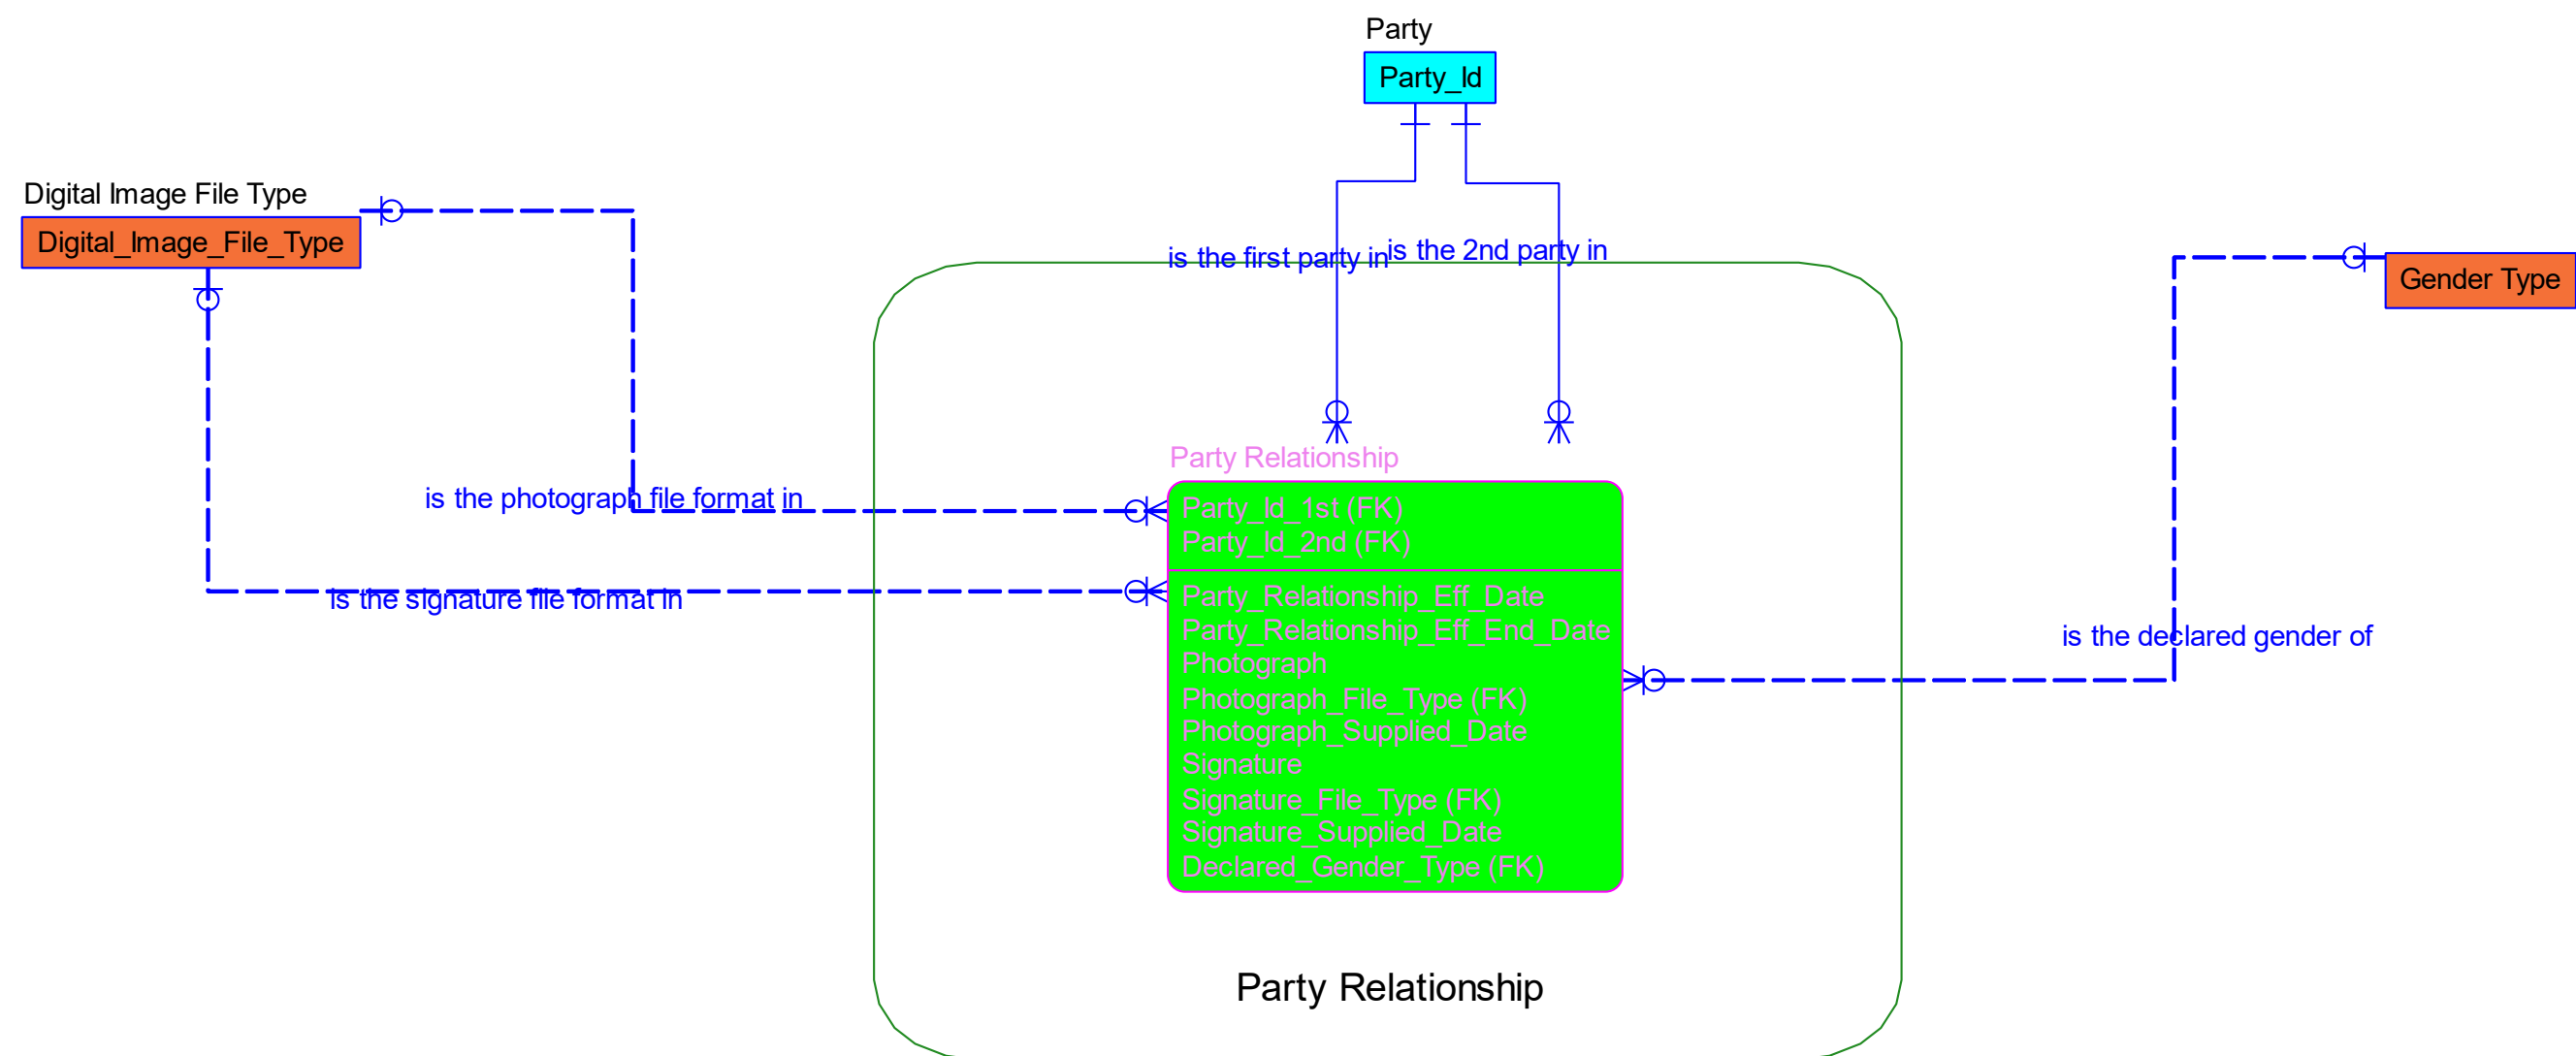 Party
Party_Id
Digital Image File Type
Digital_Image_File_Type
is the first party in
is the 2nd party in
Gender Type
Party Relationship
is the photograph file format in
Party_Id_1st (FK)
Party_Id_2nd (FK)
is the signature file format in
Party_Relationship_Eff_Date
Party_Relationship_Eff_End_Date
is the declared gender of
Photograph
Photograph_File_Type (FK)
Photograph_Supplied_Date
Signature
Signature_File_Type (FK)
Signature_Supplied_Date
Declared_Gender_Type (FK)
Party Relationship